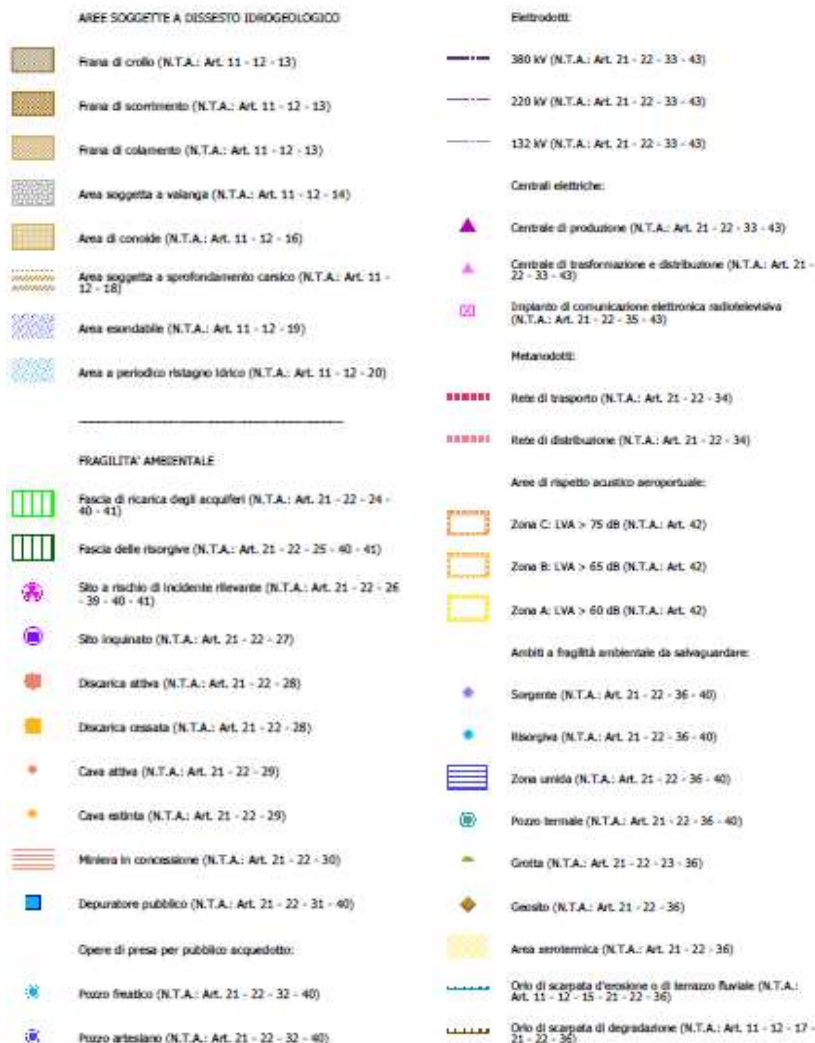 AREE SOGGETTE A DISSESTO IDROGEOLOGICO
Frana di crollo (N.T.A.: Art. 11 - 12 - 13)
Frana di scorrimento (N.T.A.: Art. 11 - 12 - 13)
Frana di colamento (N.T.A.: Art. 11 - 12 - 13)
Area soggetta a valanga (N.T.A.: Art. 11 - 12 - 14)
Area di conoide (N.T.A.: Art. 11 - 12 - 16)
Area soggetta a sprofondamento carsico (N.T.A.: Art. 11 -
12 - 18)
Area esondabile (N.T.A.: Art. 11 - 12 - 19)
Area a periodico ristagno idrico (N.T.A.: Art. 11 - 12 - 20)
FRAGILITA' AMBIENTALE
Fascia di ricarica degli acquiferi (N.T.A.: Art. 21 - 22 - 24 -
40 - 41)
Fascia delle risorgive (N.T.A.: Art. 21 - 22 - 25 - 40 - 41)
Sito a rischio di incidente rilevante (N.T.A.: Art. 21 - 22 - 26
- 39 - 40 - 41)
Sito inquinato (N.T.A.: Art. 21 - 22 - 27)
Discarica attiva (N.T.A.: Art. 21 - 22 - 28)
Discarica cessata (N.T.A.: Art. 21 - 22 - 28)
Cava attiva (N.T.A.: Art. 21 - 22 - 29)
Cava estinta (N.T.A.: Art. 21 - 22 - 29)
Miniera in concessione (N.T.A.: Art. 21 - 22 - 30)
Depuratore pubblico (N.T.A.: Art. 21 - 22 - 31 - 40)
Opere di presa per pubblico acquedotto:
Pozzo freatico (N.T.A.: Art. 21 - 22 - 32 - 40)
Pozzo artesiano (N.T.A.: Art. 21 - 22 - 32 - 40)
Elettrodotti:
380 kV (N.T.A.: Art. 21 - 22 - 33 - 43)
220 kV (N.T.A.: Art. 21 - 22 - 33 - 43)
132 kV (N.T.A.: Art. 21 - 22 - 33 - 43)
Centrali elettriche:
Centrale di produzione (N.T.A.: Art. 21 - 22 - 33 - 43)
Centrale di trasformazione e distribuzione (N.T.A.: Art. 21 -
22 - 33 - 43)
Impianto di comunicazione elettronica radiotelevisiva
(N.T.A.: Art. 21 - 22 - 35 - 43)
Metanodotti:
Rete di trasporto (N.T.A.: Art. 21 - 22 - 34)
Rete di distribuzione (N.T.A.: Art. 21 - 22 - 34)
Aree di rispetto acustico aeroportuale:
Zona C: LVA > 75 dB (N.T.A.: Art. 42)
Zona B: LVA > 65 dB (N.T.A.: Art. 42)
Zona A: LVA > 60 dB (N.T.A.: Art. 42)
Ambiti a fragilità ambientale da salvaguardare:
Sorgente (N.T.A.: Art. 21 - 22 - 36 - 40)
Risorgiva (N.T.A.: Art. 21 - 22 - 36 - 40)
Zona umida (N.T.A.: Art. 21 - 22 - 36 - 40)
Pozzo termale (N.T.A.: Art. 21 - 22 - 36 - 40)
Grotta (N.T.A.: Art. 21 - 22 - 23 - 36)
Geosito (N.T.A.: Art. 21 - 22 - 36)
Area xerotermica (N.T.A.: Art. 21 - 22 - 36)
Orlo di scarpata d'erosione o di terrazzo fluviale (N.T.A.:
Art. 11 - 12 - 15 - 21 - 22 - 36)
Orlo di scarpata di degradazione (N.T.A.: Art. 11 - 12 - 17 -
21 - 22 - 36)